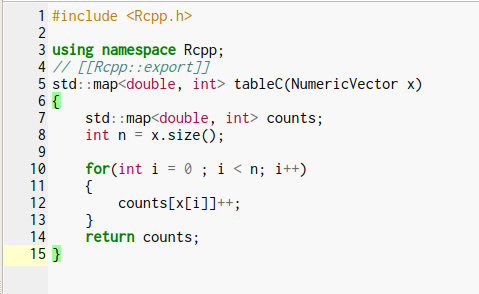 1 #include <Rcpp.h>
2
3 using namespace Rcpp;
4 // [[Rcpp::export]]
5 std::map<double, int> tableC(NumericVector x)
6 {
7     std::map<double, int> counts;
8     int n = x.size();
9
10     for(int i = 0 ; i < n; i++)
11     {
12         counts[x[i]]++;
13     }
14     return counts;
15 }